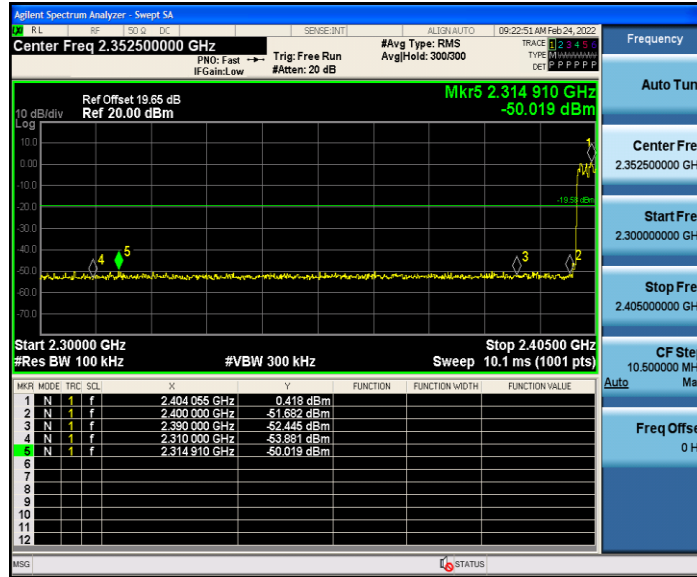 Agilent Spectrum Analyzer - Swept SA
RL RF 50 Ω DC SENSE:INT ALIGN AUTO 09:22:51 AM Feb 24, 2022
Center Freq 2.352500000 GHz #Avg Type: RMS TRACE 1 2 3 4 5 6
PNO: Fast Trig: Free Run Avg|Hold: 300/300 TYPE M
IFGain:Low #Atten: 20 dB DET P P P P P P
Mkr5 2.314 910 GHz
Ref Offset 19.65 dB
10 dB/div Ref 20.00 dBm -50.019 dBm
Log
10.0
0.00
-10.0
-20.0
-30.0
-40.0
-50.0
-60.0
-70.0
1
-19.58 dBm
4 5 3 2
Start 2.30000 GHz Stop 2.40500 GHz
#Res BW 100 kHz #VBW 300 kHz Sweep 10.1 ms (1001 pts)
MKR MODE TRC SCL X Y FUNCTION FUNCTION WIDTH FUNCTION VALUE
1 N 1 f 2.404 055 GHz 0.418 dBm
2 N 1 f 2.400 000 GHz -51.682 dBm
3 N 1 f 2.390 000 GHz -52.445 dBm
4 N 1 f 2.310 000 GHz -53.881 dBm
5 N 1 f 2.314 910 GHz -50.019 dBm
6
7
8
9
10
11
12
MSG STATUS
Frequency
Auto Tun
Center Fre
2.352500000 GH
Start Fre
2.300000000 GH
Stop Fre
2.405000000 GH
CF Ste
10.500000 MH
Auto Ma
Freq Offse
0 H